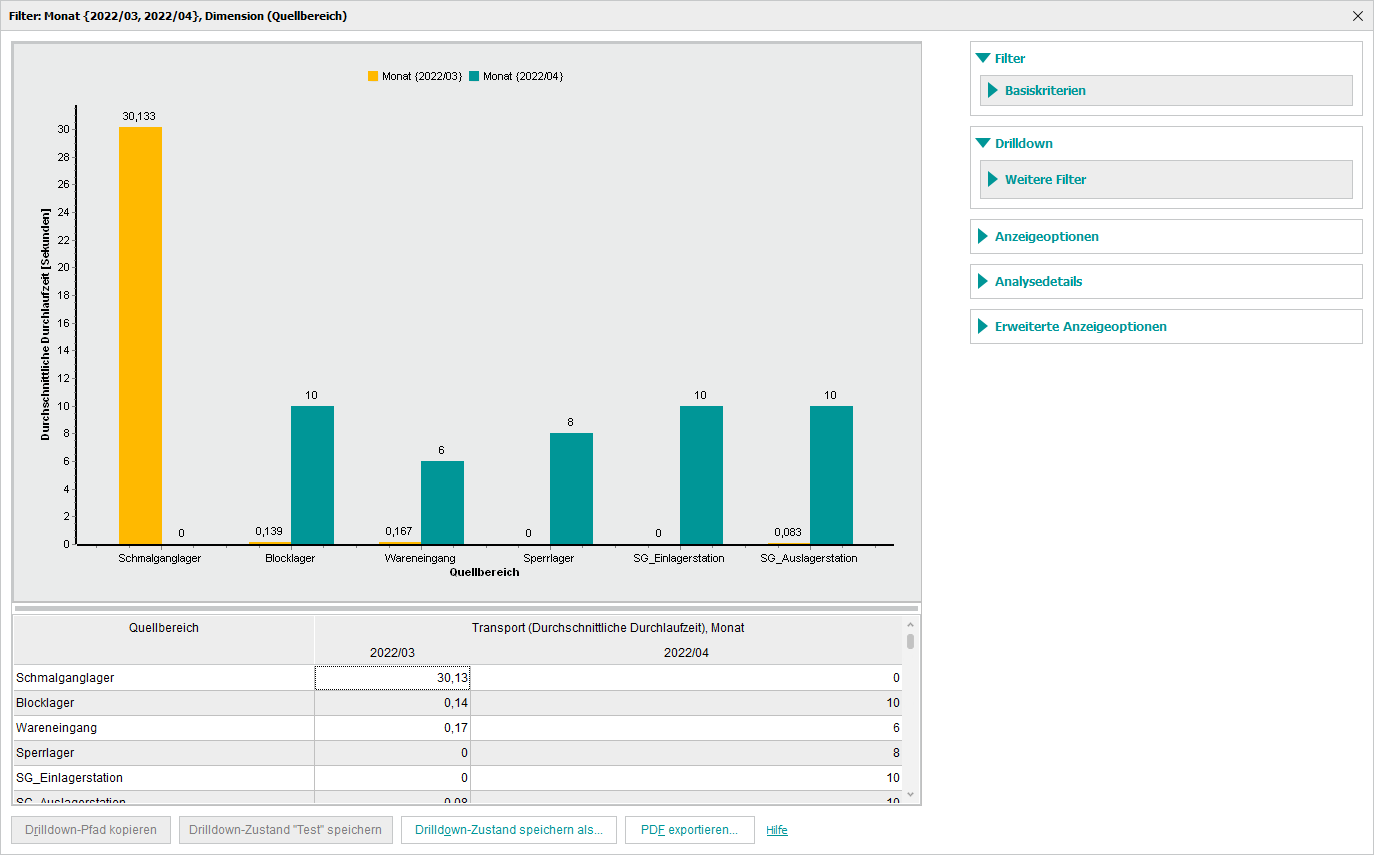 Filter: Monat {2022/03, 2022/04}, Dimension (Quellbereich)
Monat {2022/03} Monat {2022/04}
Durchschnittliche Durchlaufzeit [Sekunden]
30
28
26
24
22
20
18
16
14
12
10
8
6
4
2
0
30,133
0
0,139
10
0,167
6
0
8
0
10
0,083
10
Schmalganglager Blocklager Wareneingang Sperrlager SG_Einlagerstation SG_Auslagerstation
Quellbereich
Quellbereich Transport (Durchschnittliche Durchlaufzeit), Monat
2022/03 2022/04
Schmalganglager 30,13 0
Blocklager 0,14 10
Wareneingang 0,17 6
Sperrlager 0 8
SG_Einlagerstation 0 10
SG_Auslagerstation 0,08 10
Drilldown-Pfad kopieren Drilldown-Zustand "Test" speichern Drilldown-Zustand speichern als... PDF exportieren... Hilfe
Filter
Basiskriterien
Drilldown
Weitere Filter
Anzeigeoptionen
Analysedetails
Erweiterte Anzeigeoptionen